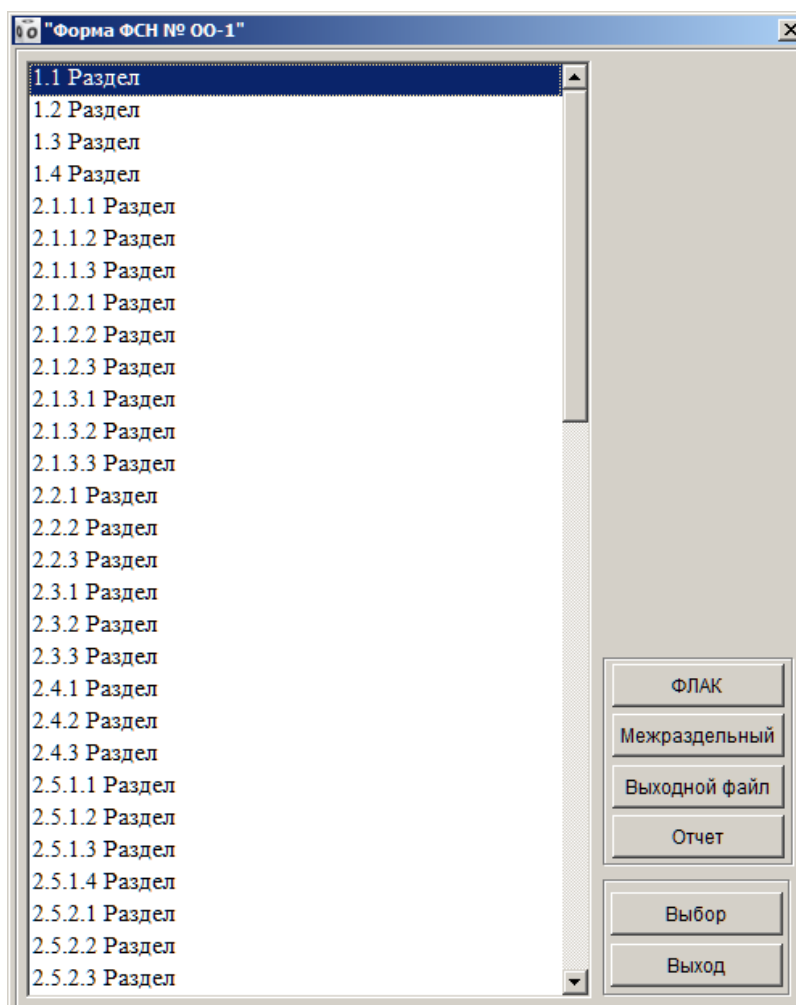 "Форма ФСН № ОО-1"
1.1 Раздел
1.2 Раздел
1.3 Раздел
1.4 Раздел
2.1.1.1 Раздел
2.1.1.2 Раздел
2.1.1.3 Раздел
2.1.2.1 Раздел
2.1.2.2 Раздел
2.1.2.3 Раздел
2.1.3.1 Раздел
2.1.3.2 Раздел
2.1.3.3 Раздел
2.2.1 Раздел
2.2.2 Раздел
2.2.3 Раздел
2.3.1 Раздел
2.3.2 Раздел
2.3.3 Раздел
2.4.1 Раздел
2.4.2 Раздел
2.4.3 Раздел
2.5.1.1 Раздел
2.5.1.2 Раздел
2.5.1.3 Раздел
2.5.1.4 Раздел
2.5.2.1 Раздел
2.5.2.2 Раздел
2.5.2.3 Раздел
ФЛАК
Межраздельный
Выходной файл
Отчет
Выбор
Выход